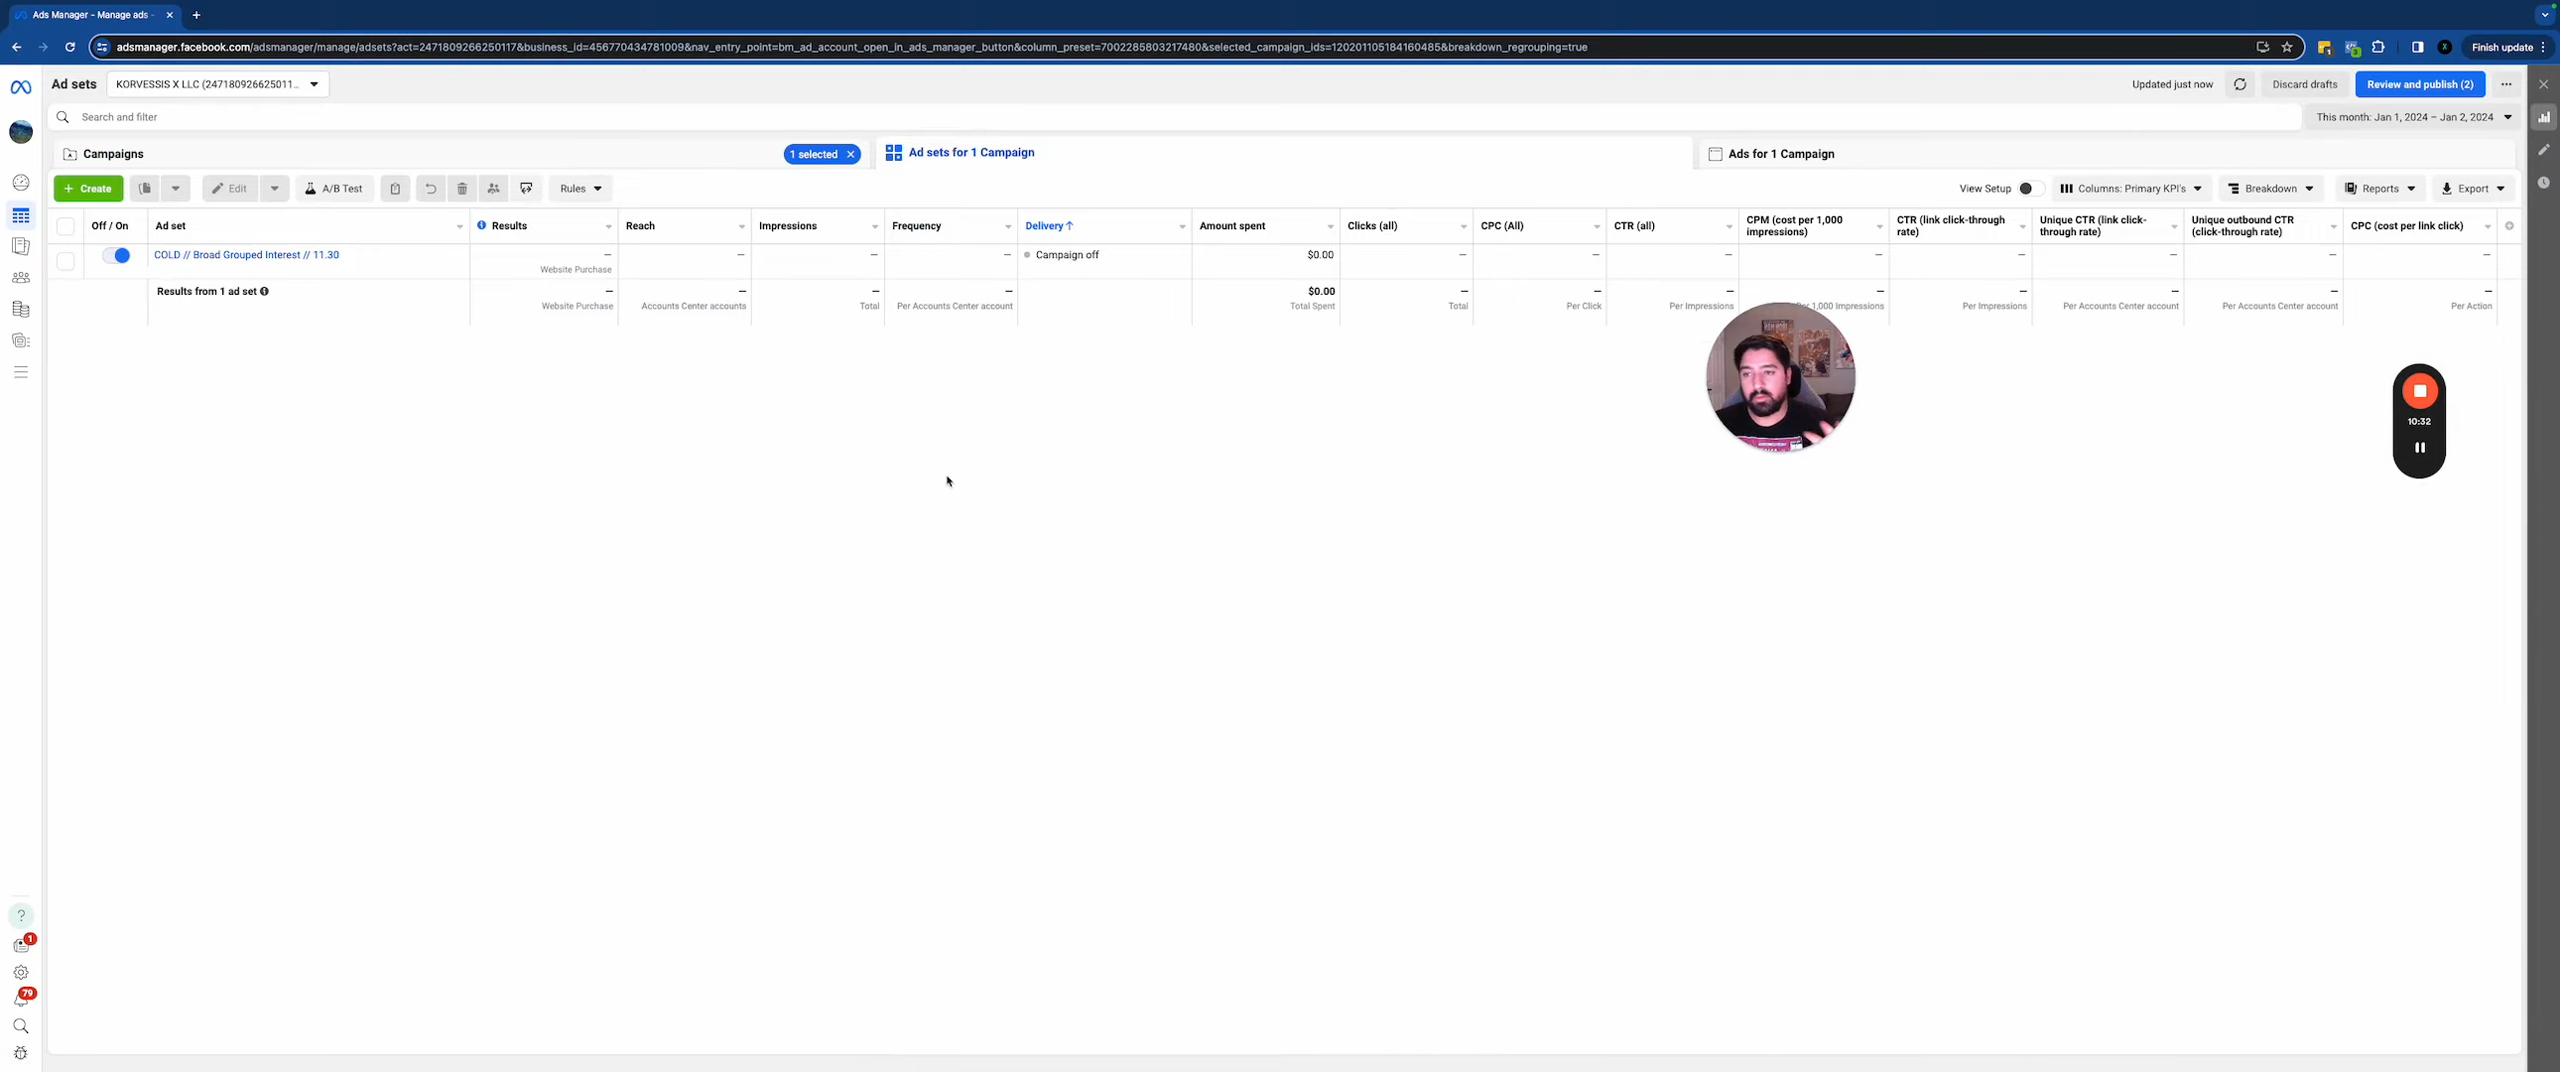 Ads Manager - Manage ads -
adsmanager.facebook.com/adsmanager/manage/adsets?act=2471809266250117&business_id=456770434781009&nav_entry_point=bm_ad_account_open_in_ads_manager_button&column_preset=7002285803217480&selected_campaign_ids=120201105184160485&breakdown_regrouping=true
Finish update
Ad sets
KORVESSIS X LLC (247180926625011...
Updated just now
Discard drafts
Review and publish (2)
Search and filter
This month: Jan 1, 2024 – Jan 2, 2024
Campaigns
1 selected
Ad sets for 1 Campaign
Ads for 1 Campaign
+ Create
Edit
A/B Test
Rules
View Setup
Columns: Primary KPI's
Breakdown
Reports
Export
Off / On
Ad set
Results
Reach
Impressions
Frequency
Delivery ↑
Amount spent
Clicks (all)
CPC (All)
CTR (all)
CPM (cost per 1,000 impressions)
CTR (link click-through rate)
Unique CTR (link click-through rate)
Unique outbound CTR (click-through rate)
CPC (cost per link click)
COLD // Broad Grouped Interest // 11.30
–
Website Purchase
–
–
–
Campaign off
$0.00
–
–
–
–
–
–
–
–
Results from 1 ad set
–
Website Purchase
–
Accounts Center accounts
–
Total
–
Per Accounts Center account
$0.00
Total Spent
–
Total
–
Per Click
–
Per Impressions
–
1,000 Impressions
–
Per Impressions
–
Per Accounts Center account
–
Per Accounts Center account
–
Per Action
10:32
1
79